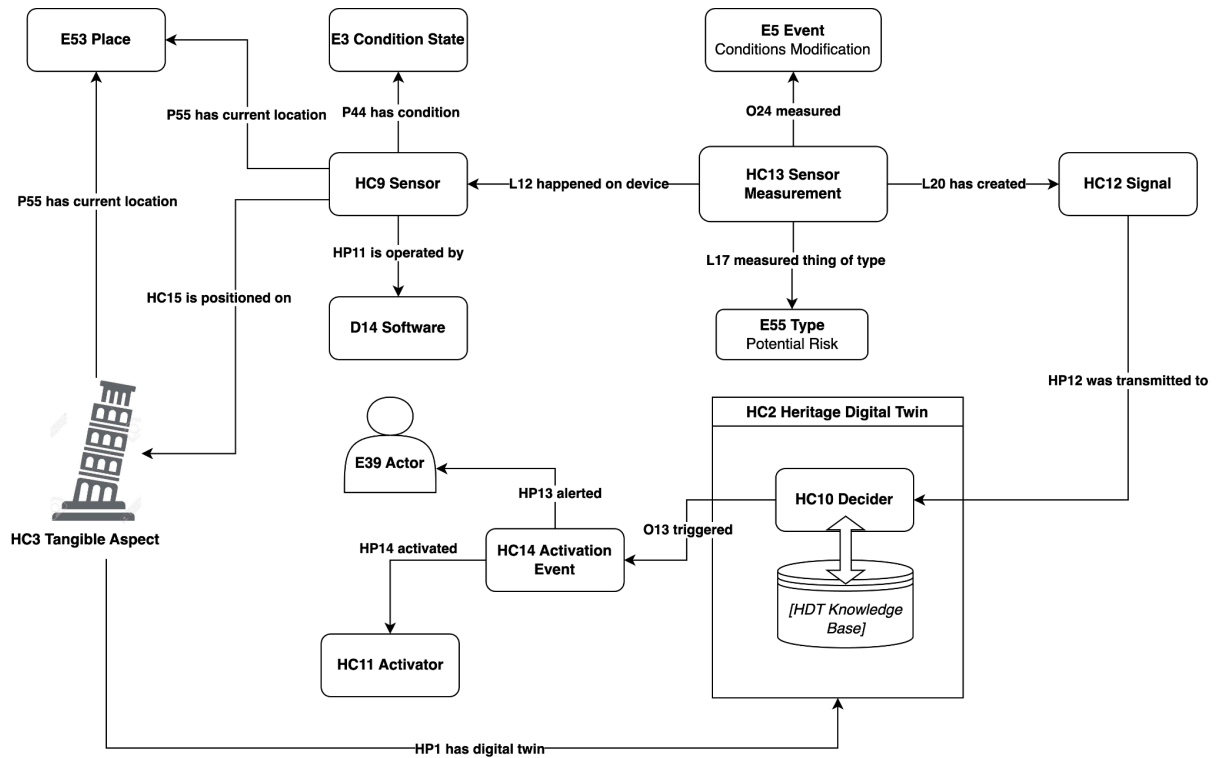 E53 Place
E3 Condition State
E5 Event
Conditions Modification
P55 has current location
P44 has condition
O24 measured
HC9 Sensor
L12 happened on device
HC13 Sensor
Measurement
L20 has created
HC12 Signal
P55 has current location
HP11 is operated by
L17 measured thing of type
HC15 is positioned on
D14 Software
E55 Type
Potential Risk
HP12 was transmitted to
HC2 Heritage Digital Twin
E39 Actor
HP13 alerted
HC10 Decider
O13 triggered
HC3 Tangible Aspect
HP14 activated
HC14 Activation
Event
[HDT Knowledge
Base]
HC11 Activator
HP1 has digital twin